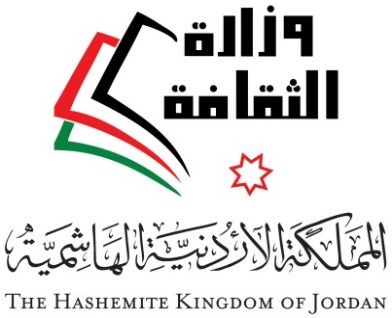 وزارة
الثقافة
المملكة الأردنية الهاشمية
THE HASHEMITE KINGDOM OF JORDAN